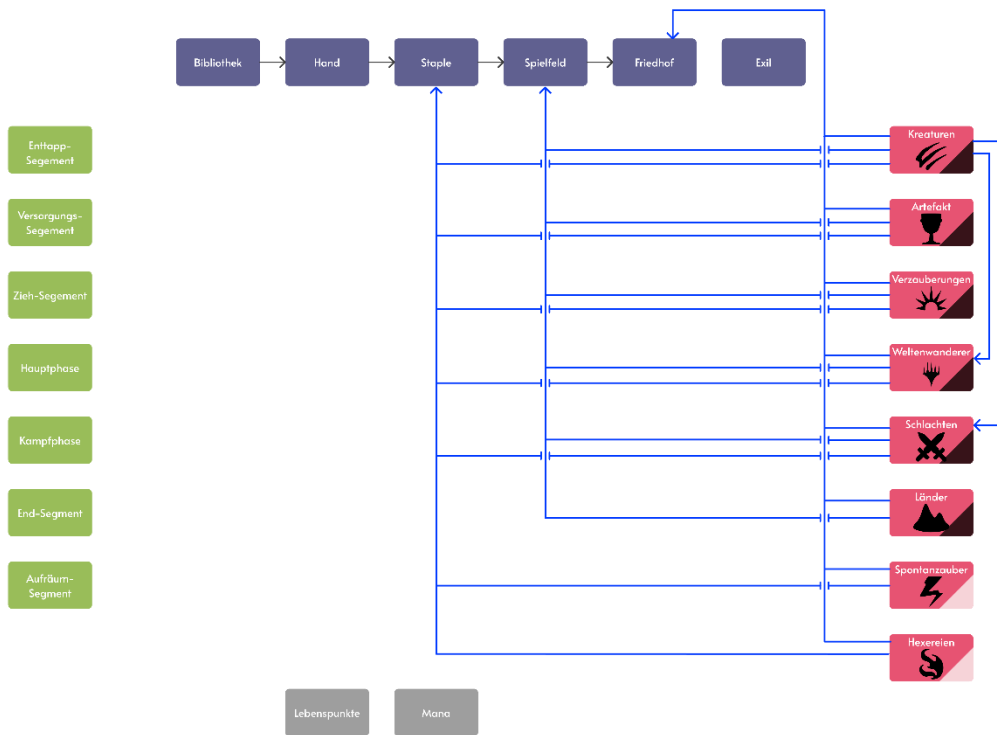 Bibliothek
Hand
Staple
Spielfeld
Friedhof
Exil
Enttapp-
Segement
Versorgungs-
Segement
Zieh-Segement
Hauptphase
Kampfphase
End-Segment
Aufräum-
Segment
Kreaturen
Artefakt
Verzauberungen
Weltenwanderer
Schlachten
Länder
Spontanzauber
Hexereien
Lebenspunkte
Mana